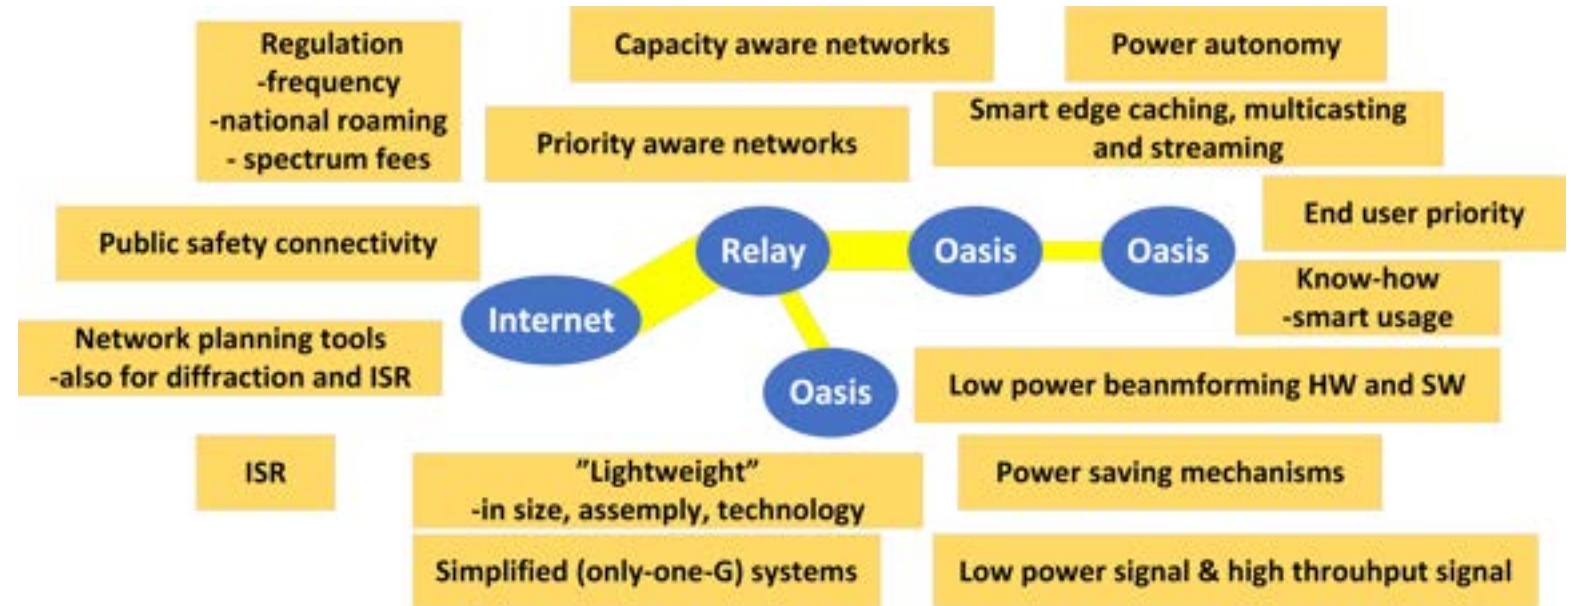 Regulation
-frequency
-national roaming
- spectrum fees
Capacity aware networks
Power autonomy
Priority aware networks
Smart edge caching, multicasting
and streaming
Public safety connectivity
End user priority
Relay
Oasis
Oasis
Internet
Know-how
-smart usage
Network planning tools
-also for diffraction and ISR
Oasis
Low power beanmforming HW and SW
ISR
”Lightweight”
-in size, assemply, technology
Power saving mechanisms
Simplified (only-one-G) systems
Low power signal & high throuhput signal